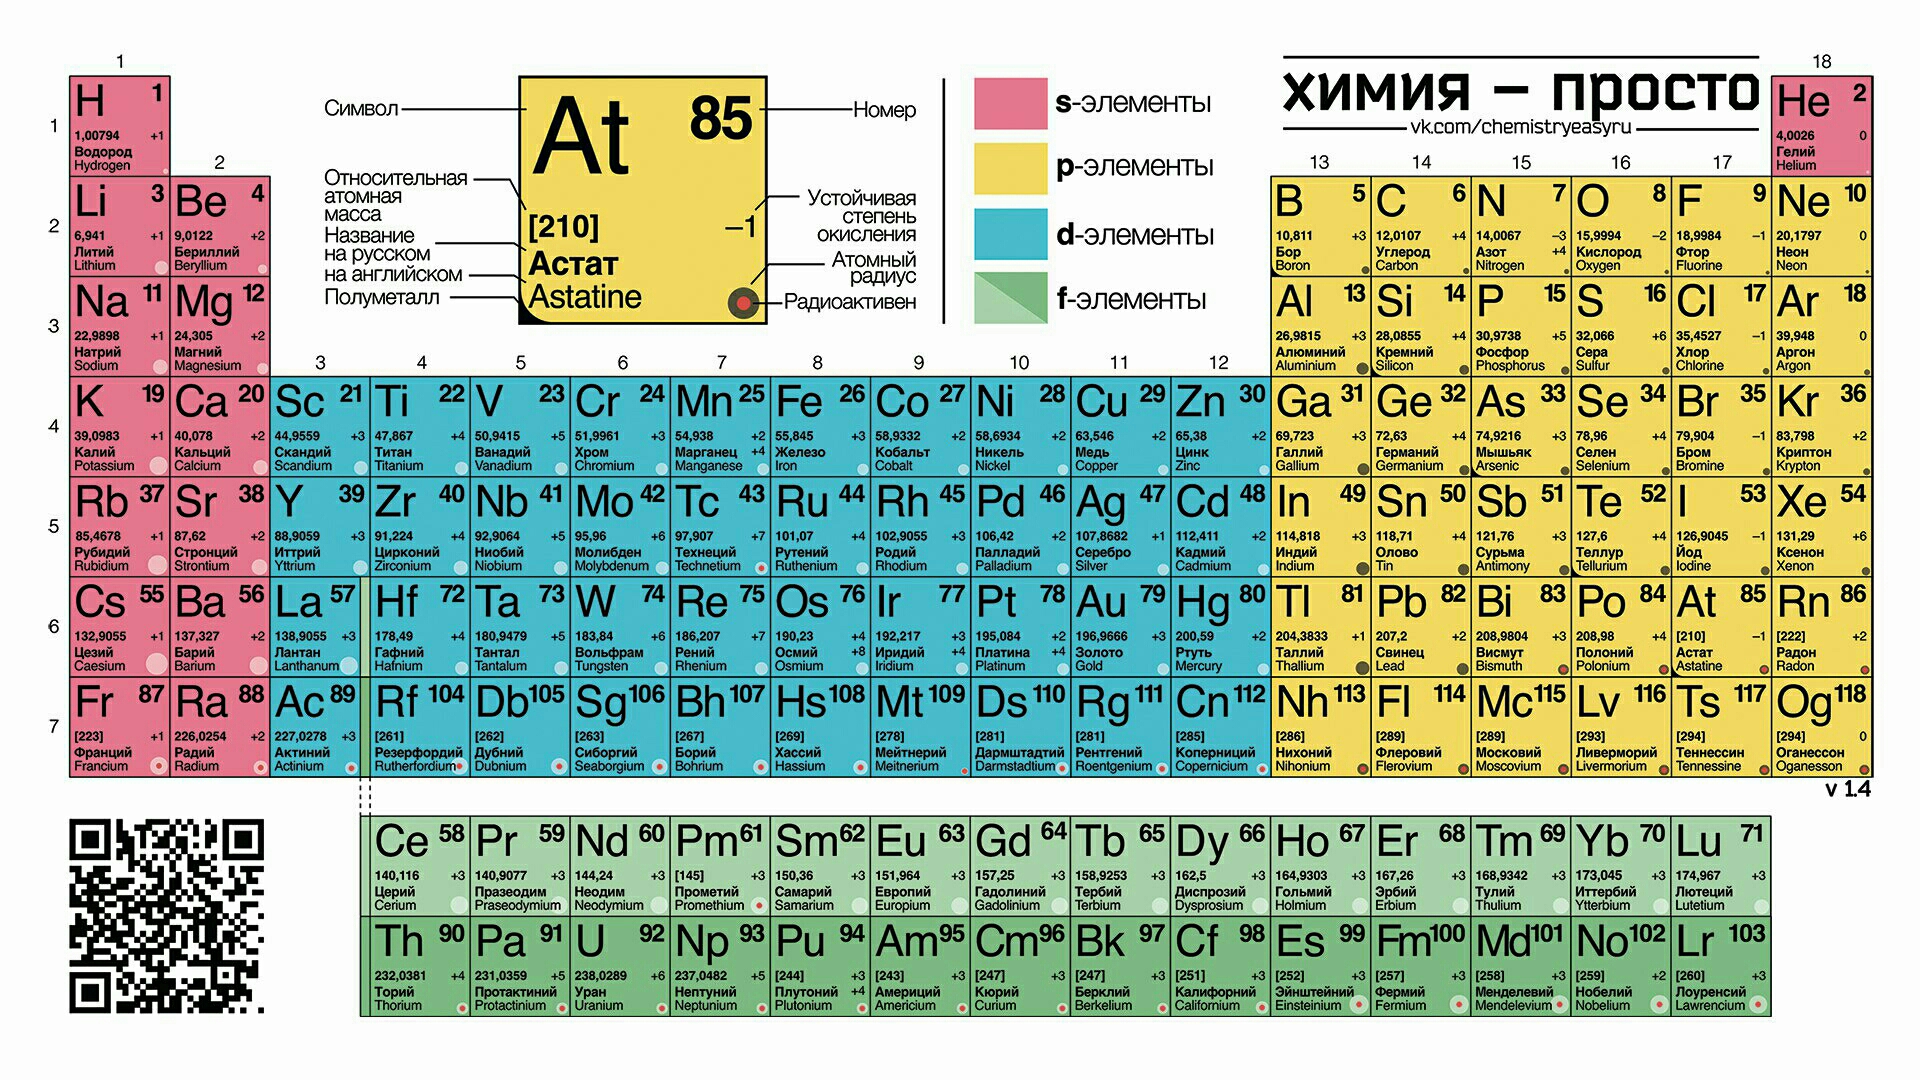 1
18
химия – просто
vk.com/chemistryeasyru
Символ
At 85
Номер
s-элементы
p-элементы
d-элементы
f-элементы
Относительная
атомная
масса
[210] –1
Устойчивая
степень
окисления
Название
на русском
Астат
на английском
Astatine
Атомный
радиус
Полуметалл
Радиоактивен
2
13 14 15 16 17
3 4 5 6 7 8 9 10 11 12
1
H 1 He 2
1,00794 +1 4,0026 0
Водород Гелий
Hydrogen Helium
2
Li 3 Be 4 B 5 C 6 N 7 O 8 F 9 Ne 10
6,941 +1 9,0122 +2 10,811 +3 12,0107 +4 14,0067 –3 15,9994 –2 18,9984 –1 20,1797 0
Литий Бериллий Бор Углерод Азот +4 Кислород Фтор Неон
Lithium Beryllium Boron Carbon Nitrogen Oxygen Fluorine Neon
3
Na 11 Mg 12 Al 13 Si 14 P 15 S 16 Cl 17 Ar 18
22,9898 +1 24,305 +2 26,9815 +3 28,0855 +4 30,9738 +5 32,066 +6 35,4527 –1 39,948 0
Натрий Магний Алюминий Кремний Фосфор Сера Хлор Аргон
Sodium Magnesium Aluminium Silicon Phosphorus Sulfur Chlorine Argon
4
K 19 Ca 20 Sc 21 Ti 22 V 23 Cr 24 Mn 25 Fe 26 Co 27 Ni 28 Cu 29 Zn 30 Ga 31 Ge 32 As 33 Se 34 Br 35 Kr 36
39,0983 +1 40,078 +2 44,9559 +3 47,867 +4 50,9415 +5 51,9961 +3 54,938 +2 55,845 +3 58,9332 +2 58,6934 +2 63,546 +2 65,38 +2 69,723 +3 72,63 +4 74,9216 +3 78,96 +4 79,904 –1 83,798 +2
Калий Кальций Скандий Титан Ванадий Хром Марганец +4 Железо Кобальт Никель Медь Цинк Галлий Германий Мышьяк Селен Бром Криптон
Potassium Calcium Scandium Titanium Vanadium Chromium Manganese Iron Cobalt Nickel Copper Zinc Gallium Germanium Arsenic Selenium Bromine Krypton
5
Rb 37 Sr 38 Y 39 Zr 40 Nb 41 Mo 42 Tc 43 Ru 44 Rh 45 Pd 46 Ag 47 Cd 48 In 49 Sn 50 Sb 51 Te 52 I 53 Xe 54
85,4678 +1 87,62 +2 88,9059 +3 91,224 +4 92,9064 +5 95,96 +6 97,907 +7 101,07 +4 102,9055 +3 106,42 +2 107,8682 +1 112,411 +2 114,818 +3 118,71 +4 121,76 +3 127,6 +4 126,9045 –1 131,29 +6
Рубидий Стронций Иттрий Цирконий Ниобий Молибден Технеций Рутений Родий Палладий Серебро Кадмий Индий Олово Сурьма Теллур Йод Ксенон
Rubidium Strontium Yttrium Zirconium Niobium Molybdenum Technetium Ruthenium Rhodium Palladium Silver Cadmium Indium Tin Antimony Tellurium Iodine Xenon
6
Cs 55 Ba 56 La 57 Hf 72 Ta 73 W 74 Re 75 Os 76 Ir 77 Pt 78 Au 79 Hg 80 Tl 81 Pb 82 Bi 83 Po 84 At 85 Rn 86
132,9055 +1 137,327 +2 138,9055 +3 178,49 +4 180,9479 +5 183,84 +6 186,207 +7 190,23 +4 192,217 +3 195,084 +2 196,9666 +3 200,59 +2 204,3833 +1 207,2 +2 208,9804 +3 208,98 +4 [210] –1 [222] +2
Цезий Барий Лантан Гафний Тантал Вольфрам Рений Осмий +8 Иридий +4 Платина +4 Золото Ртуть Таллий Свинец Висмут Полоний Астат Радон
Caesium Barium Lanthanum Hafnium Tantalum Tungsten Rhenium Osmium Iridium Platinum Gold Mercury Thallium Lead Bismuth Polonium Astatine Radon
7
Fr 87 Ra 88 Ac 89 Rf 104 Db 105 Sg 106 Bh 107 Hs 108 Mt 109 Ds 110 Rg 111 Cn 112 Nh 113 Fl 114 Mc 115 Lv 116 Ts 117 Og 118
[223] +1 226,0254 +2 227,0278 +3 [261] [262] [263] [267] [269] [278] [281] [281] [285] [286] [289] [289] [293] [294] [294] 0
Франций Радий Актиний Резерфордий Дубний Сиборгий Борий Хассий Мейтнерий Дармштадтий Рентгений Коперниций Нихоний Флеровий Московий Ливерморий Теннессин Оганессон
Francium Radium Actinium Rutherfordium Dubnium Seaborgium Bohrium Hassium Meitnerium Darmstadtium Roentgenium Copernicium Nihonium Flerovium Moscovium Livermorium Tennessine Oganesson
v 1.4
Ce 58 Pr 59 Nd 60 Pm 61 Sm 62 Eu 63 Gd 64 Tb 65 Dy 66 Ho 67 Er 68 Tm 69 Yb 70 Lu 71
140,116 +3 140,9077 +3 144,24 +3 [145] +3 150,36 +3 151,964 +3 157,25 +3 158,9253 +3 162,5 +3 164,9303 +3 167,26 +3 168,9342 +3 173,045 +3 174,967 +3
Церий Празеодим Неодим Прометий Самарий Европий Гадолиний Тербий Диспрозий Гольмий Эрбий Тулий Иттербий Лютеций
Cerium Praseodymium Neodymium Promethium Samarium Europium Gadolinium Terbium Dysprosium Holmium Erbium Thulium Ytterbium Lutetium
Th 90 Pa 91 U 92 Np 93 Pu 94 Am 95 Cm 96 Bk 97 Cf 98 Es 99 Fm 100 Md 101 No 102 Lr 103
232,0381 +4 231,0359 +5 238,0289 +6 237,0482 +5 [244] +3 [243] +3 [247] +3 [247] +3 [251] +3 [252] +3 [257] +3 [258] +3 [259] +2 [260] +3
Торий Протактиний Уран Нептуний Плутоний +4 Америций Кюрий Берклий Калифорний Эйнштейний Фермий Менделевий Нобелий Лоуренсий
Thorium Protactinium Uranium Neptunium Plutonium Americium Curium Berkelium Californium Einsteinium Fermium Mendelevium Nobelium Lawrencium